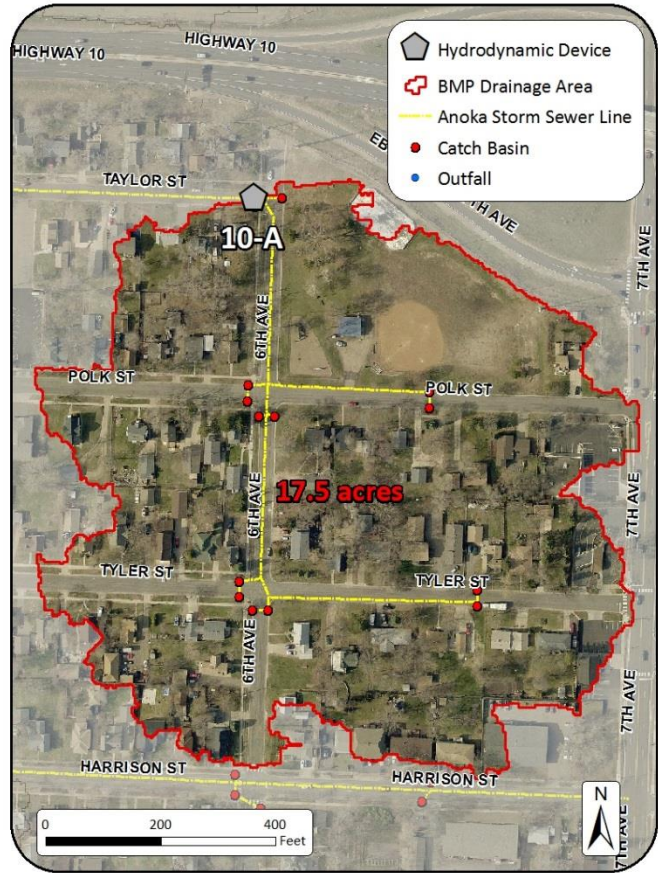 HIGHWAY 10
HIGHWAY 10
Hydrodynamic Device
BMP Drainage Area
Anoka Storm Sewer Line
Catch Basin
Outfall
TAYLOR ST
10-A
7TH AVE
6TH AVE
POLK ST
POLK ST
17.5 acres
6TH AVE
7TH AVE
TYLER ST
TYLER ST
6TH AVE
7TH AVE
HARRISON ST
HARRISON ST
N
0 200 400
Feet
7TH AVE